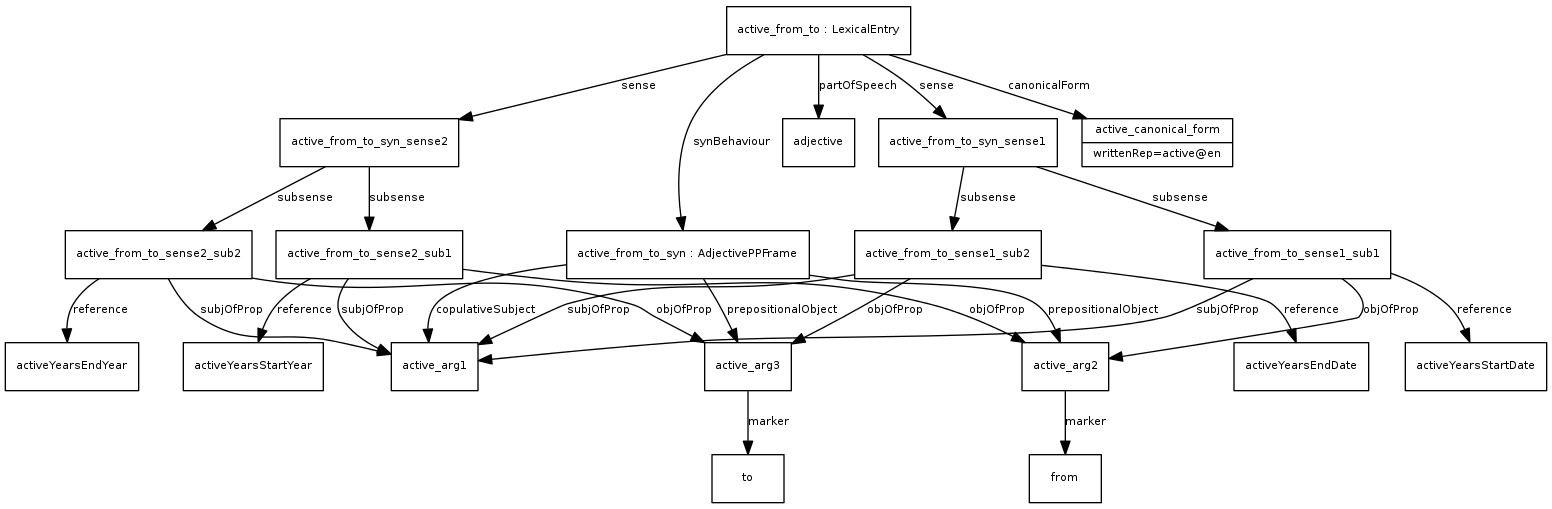 active_from_to : LexicalEntry
sense
synBehaviour
partOfSpeech
sense
canonicalForm
active_from_to_syn_sense2
adjective
active_from_to_syn_sense1
active_canonical_form
writtenRep=active@en
subsense
subsense
subsense
subsense
active_from_to_sense2_sub2
active_from_to_sense2_sub1
active_from_to_syn : AdjectivePPFrame
active_from_to_sense1_sub2
active_from_to_sense1_sub1
reference
subjOfProp
reference
subjOfProp
copulativeSubject
subjOfProp
objOfProp
prepositionalObject
objOfProp
objOfProp
prepositionalObject
subjOfProp
reference
objOfProp
reference
activeYearsEndYear
activeYearsStartYear
active_arg1
active_arg3
active_arg2
activeYearsEndDate
activeYearsStartDate
marker
marker
to
from